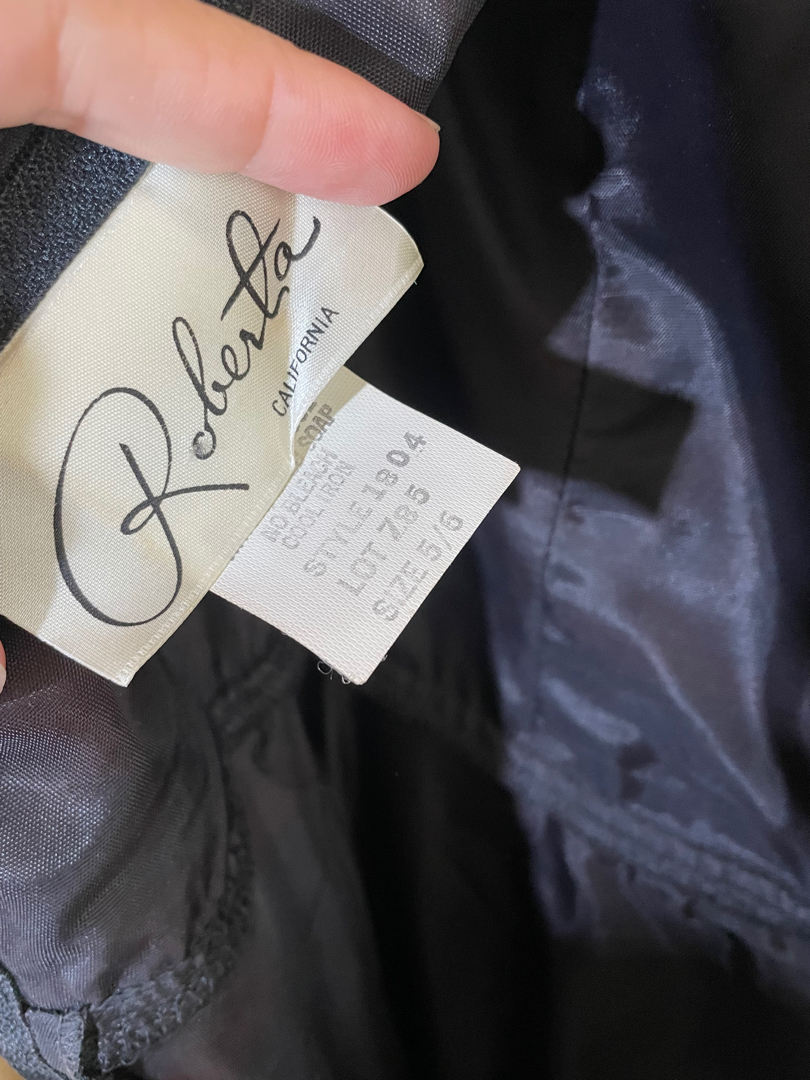 Roberta
CALIFORNIA
SOAP
NO BLEACH
COOL IRON
STYLE 1804
LOT 785
SIZE 5/6